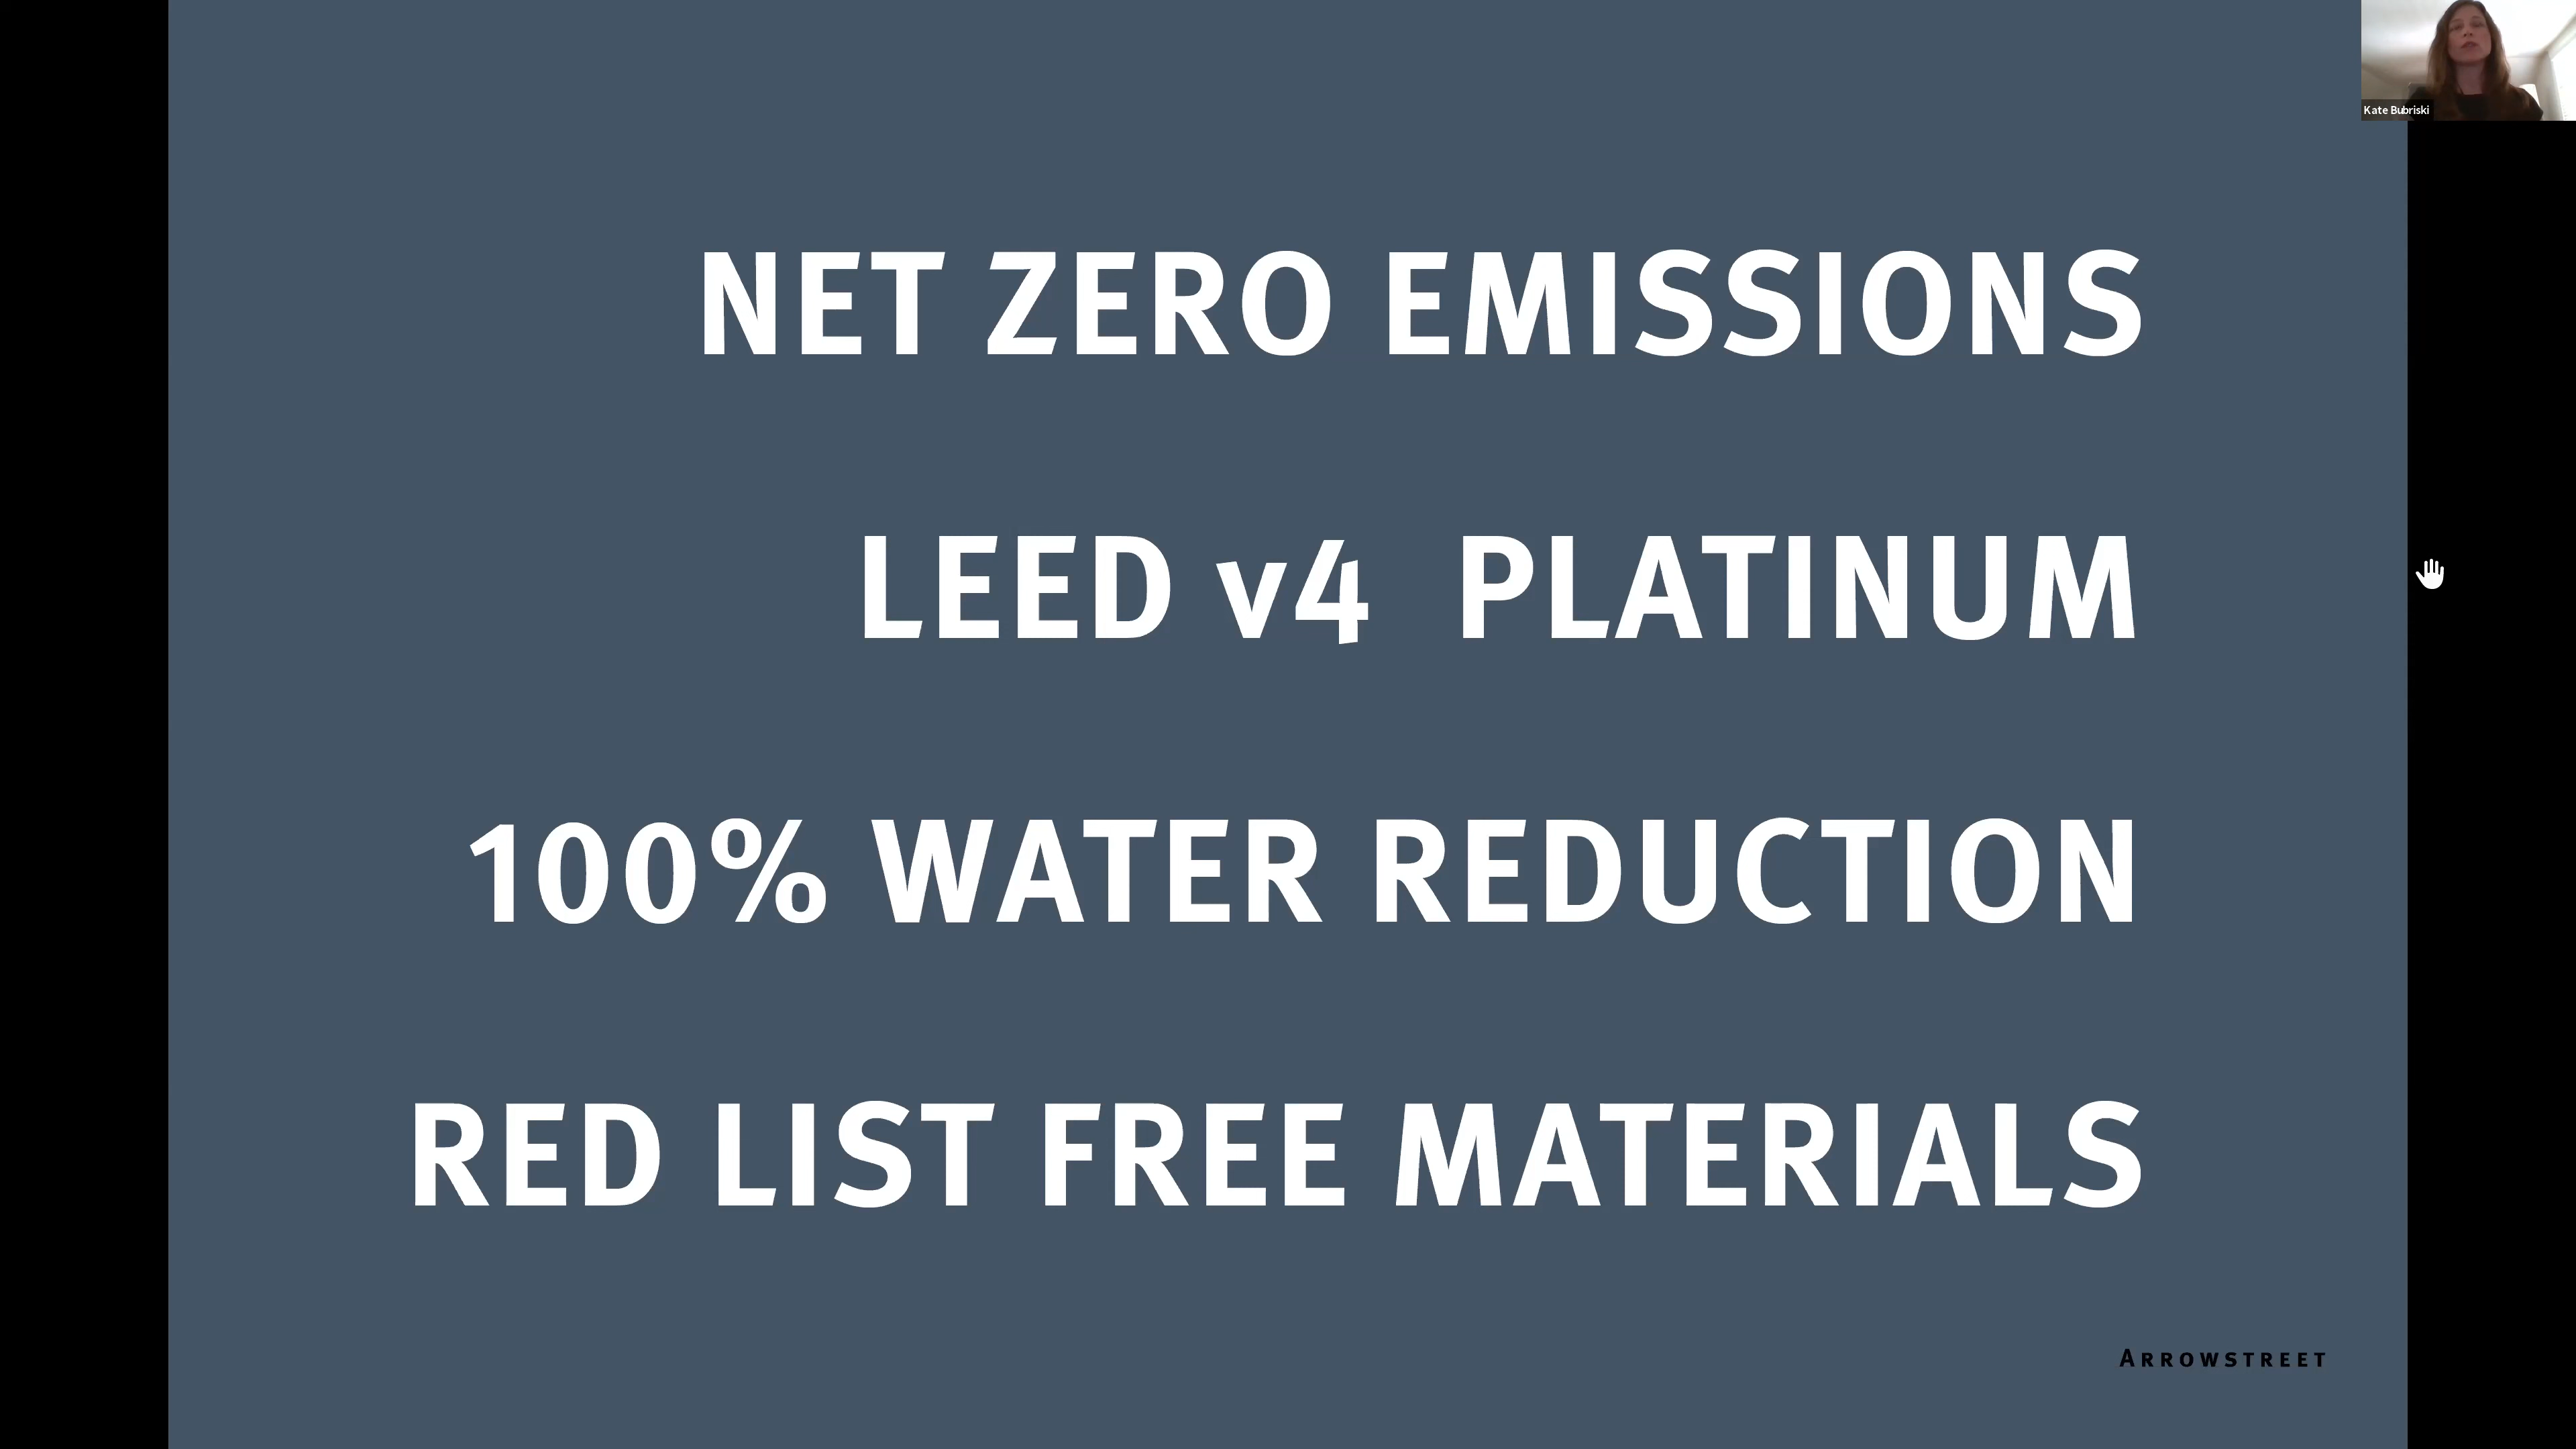 Kate Bubriski
NET ZERO EMISSIONS
LEED v4 PLATINUM
100% WATER REDUCTION
RED LIST FREE MATERIALS
ARROWSTREET